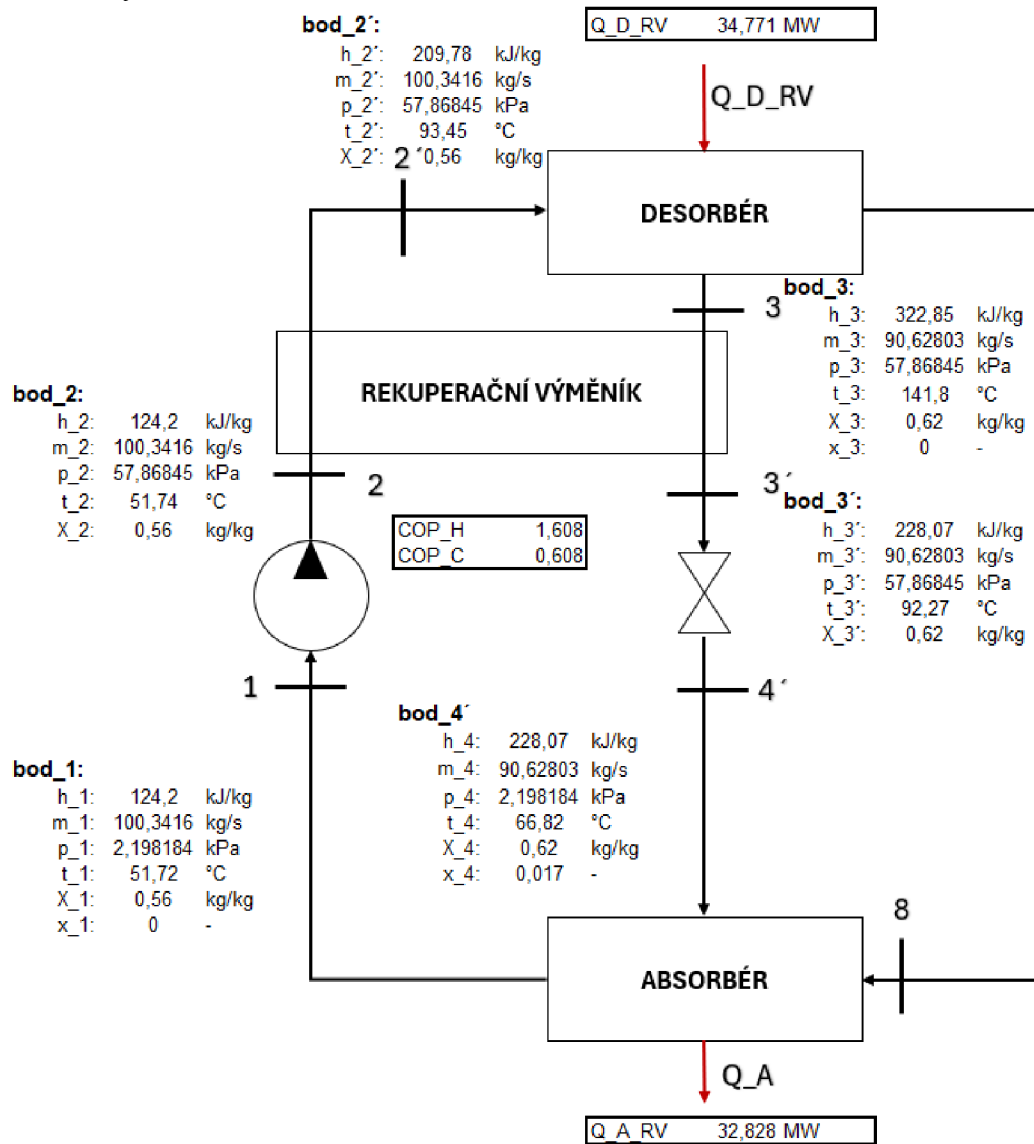 bod_2´:
h_2´: 209,78 kJ/kg
m_2´: 100,3416 kg/s
p_2´: 57,86845 kPa
t_2´: 93,45 °C
X_2´: 0,56 kg/kg
2´
Q_D_RV 34,771 MW
Q_D_RV
DESORBÉR
3
bod_3:
h_3: 322,85 kJ/kg
m_3: 90,62803 kg/s
p_3: 57,86845 kPa
t_3: 141,8 °C
X_3: 0,62 kg/kg
x_3: 0 -
REKUPERAČNÍ VÝMĚNÍK
bod_2:
h_2: 124,2 kJ/kg
m_2: 100,3416 kg/s
p_2: 57,86845 kPa
t_2: 51,74 °C
X_2: 0,56 kg/kg
2
3´
COP_H 1,608
COP_C 0,608
bod_3´:
h_3´: 228,07 kJ/kg
m_3´: 90,62803 kg/s
p_3´: 57,86845 kPa
t_3´: 92,27 °C
X_3´: 0,62 kg/kg
1
4´
bod_4´
h_4: 228,07 kJ/kg
m_4: 90,62803 kg/s
p_4: 2,198184 kPa
t_4: 66,82 °C
X_4: 0,62 kg/kg
x_4: 0,017 -
bod_1:
h_1: 124,2 kJ/kg
m_1: 100,3416 kg/s
p_1: 2,198184 kPa
t_1: 51,72 °C
X_1: 0,56 kg/kg
x_1: 0 -
8
ABSORBÉR
Q_A
Q_A_RV 32,828 MW